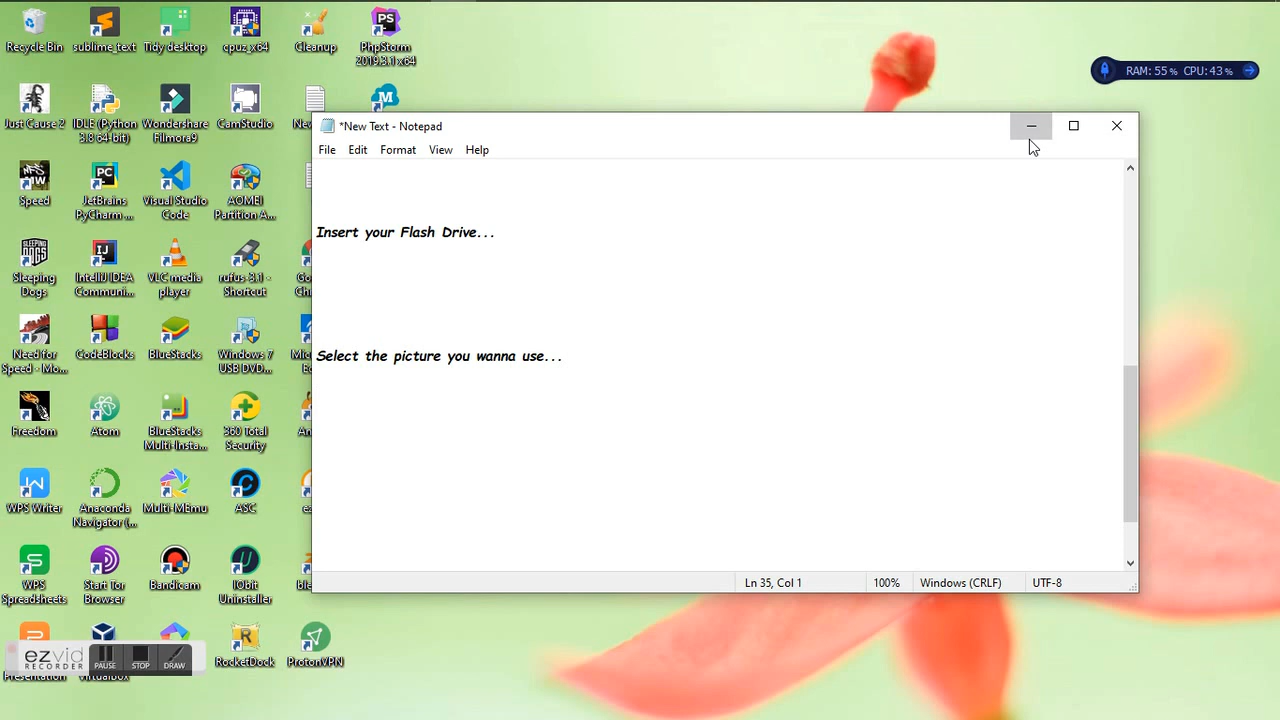 Recycle Bin
sublime_text
Tidy desktop
cpuz_x64
Cleanup
PS
PhpStorm
2019.3.1 x64
RAM: 55% CPU: 43%
Just Cause 2
IDLE (Python
3.8 64-bit)
Wondershare
Filmora9
CamStudio
*New Text - Notepad
File Edit Format View Help
Speed
PC
JetBrains
PyCharm ...
Visual Studio
Code
AOMEI
Partition A...
Insert your Flash Drive...
Sleeping
Dogs
IJ
IntelliJ IDEA
Communi...
VLC media
player
rufus-3.1 -
Shortcut
Need for
Speed - Mo...
CodeBlocks
BlueStacks
Windows 7
USB DVD...
Select the picture you wanna use...
Freedom
Atom
BlueStacks
Multi-Insta...
360 Total
Security
WPS Writer
Anaconda
Navigator (...
Multi-MEmu
ASC
WPS
Spreadsheets
Start Tor
Browser
Bandicam
IObit
Uninstaller
Ln 35, Col 1
100%
Windows (CRLF)
UTF-8
ezvid
RECORDER
PAUSE
STOP
DRAW
RocketDock
ProtonVPN